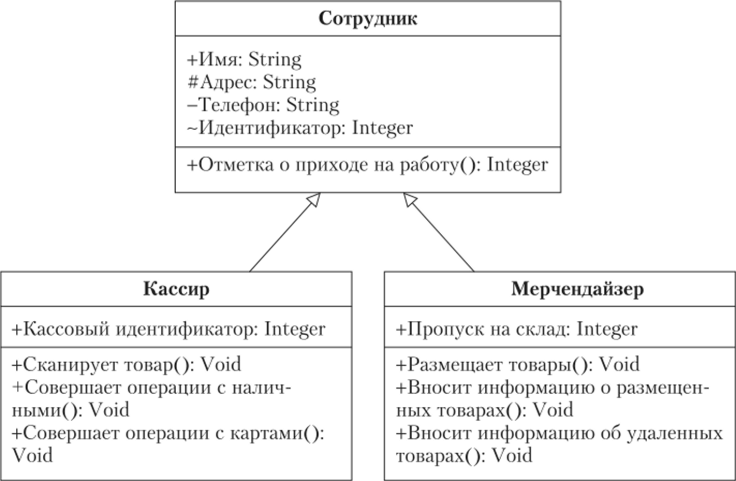 Сотрудник
+Имя: String
#Адрес: String
–Телефон: String
~Идентификатор: Integer
+Отметка о приходе на работу(): Integer
Кассир
+Кассовый идентификатор: Integer
+Сканирует товар(): Void
+Совершает операции с налич-
ными(): Void
+Совершает операции с картами():
Void
Мерчендайзер
+Пропуск на склад: Integer
+Размещает товары(): Void
+Вносит информацию о размещен-
ных товарах(): Void
+Вносит информацию об удаленных
товарах(): Void